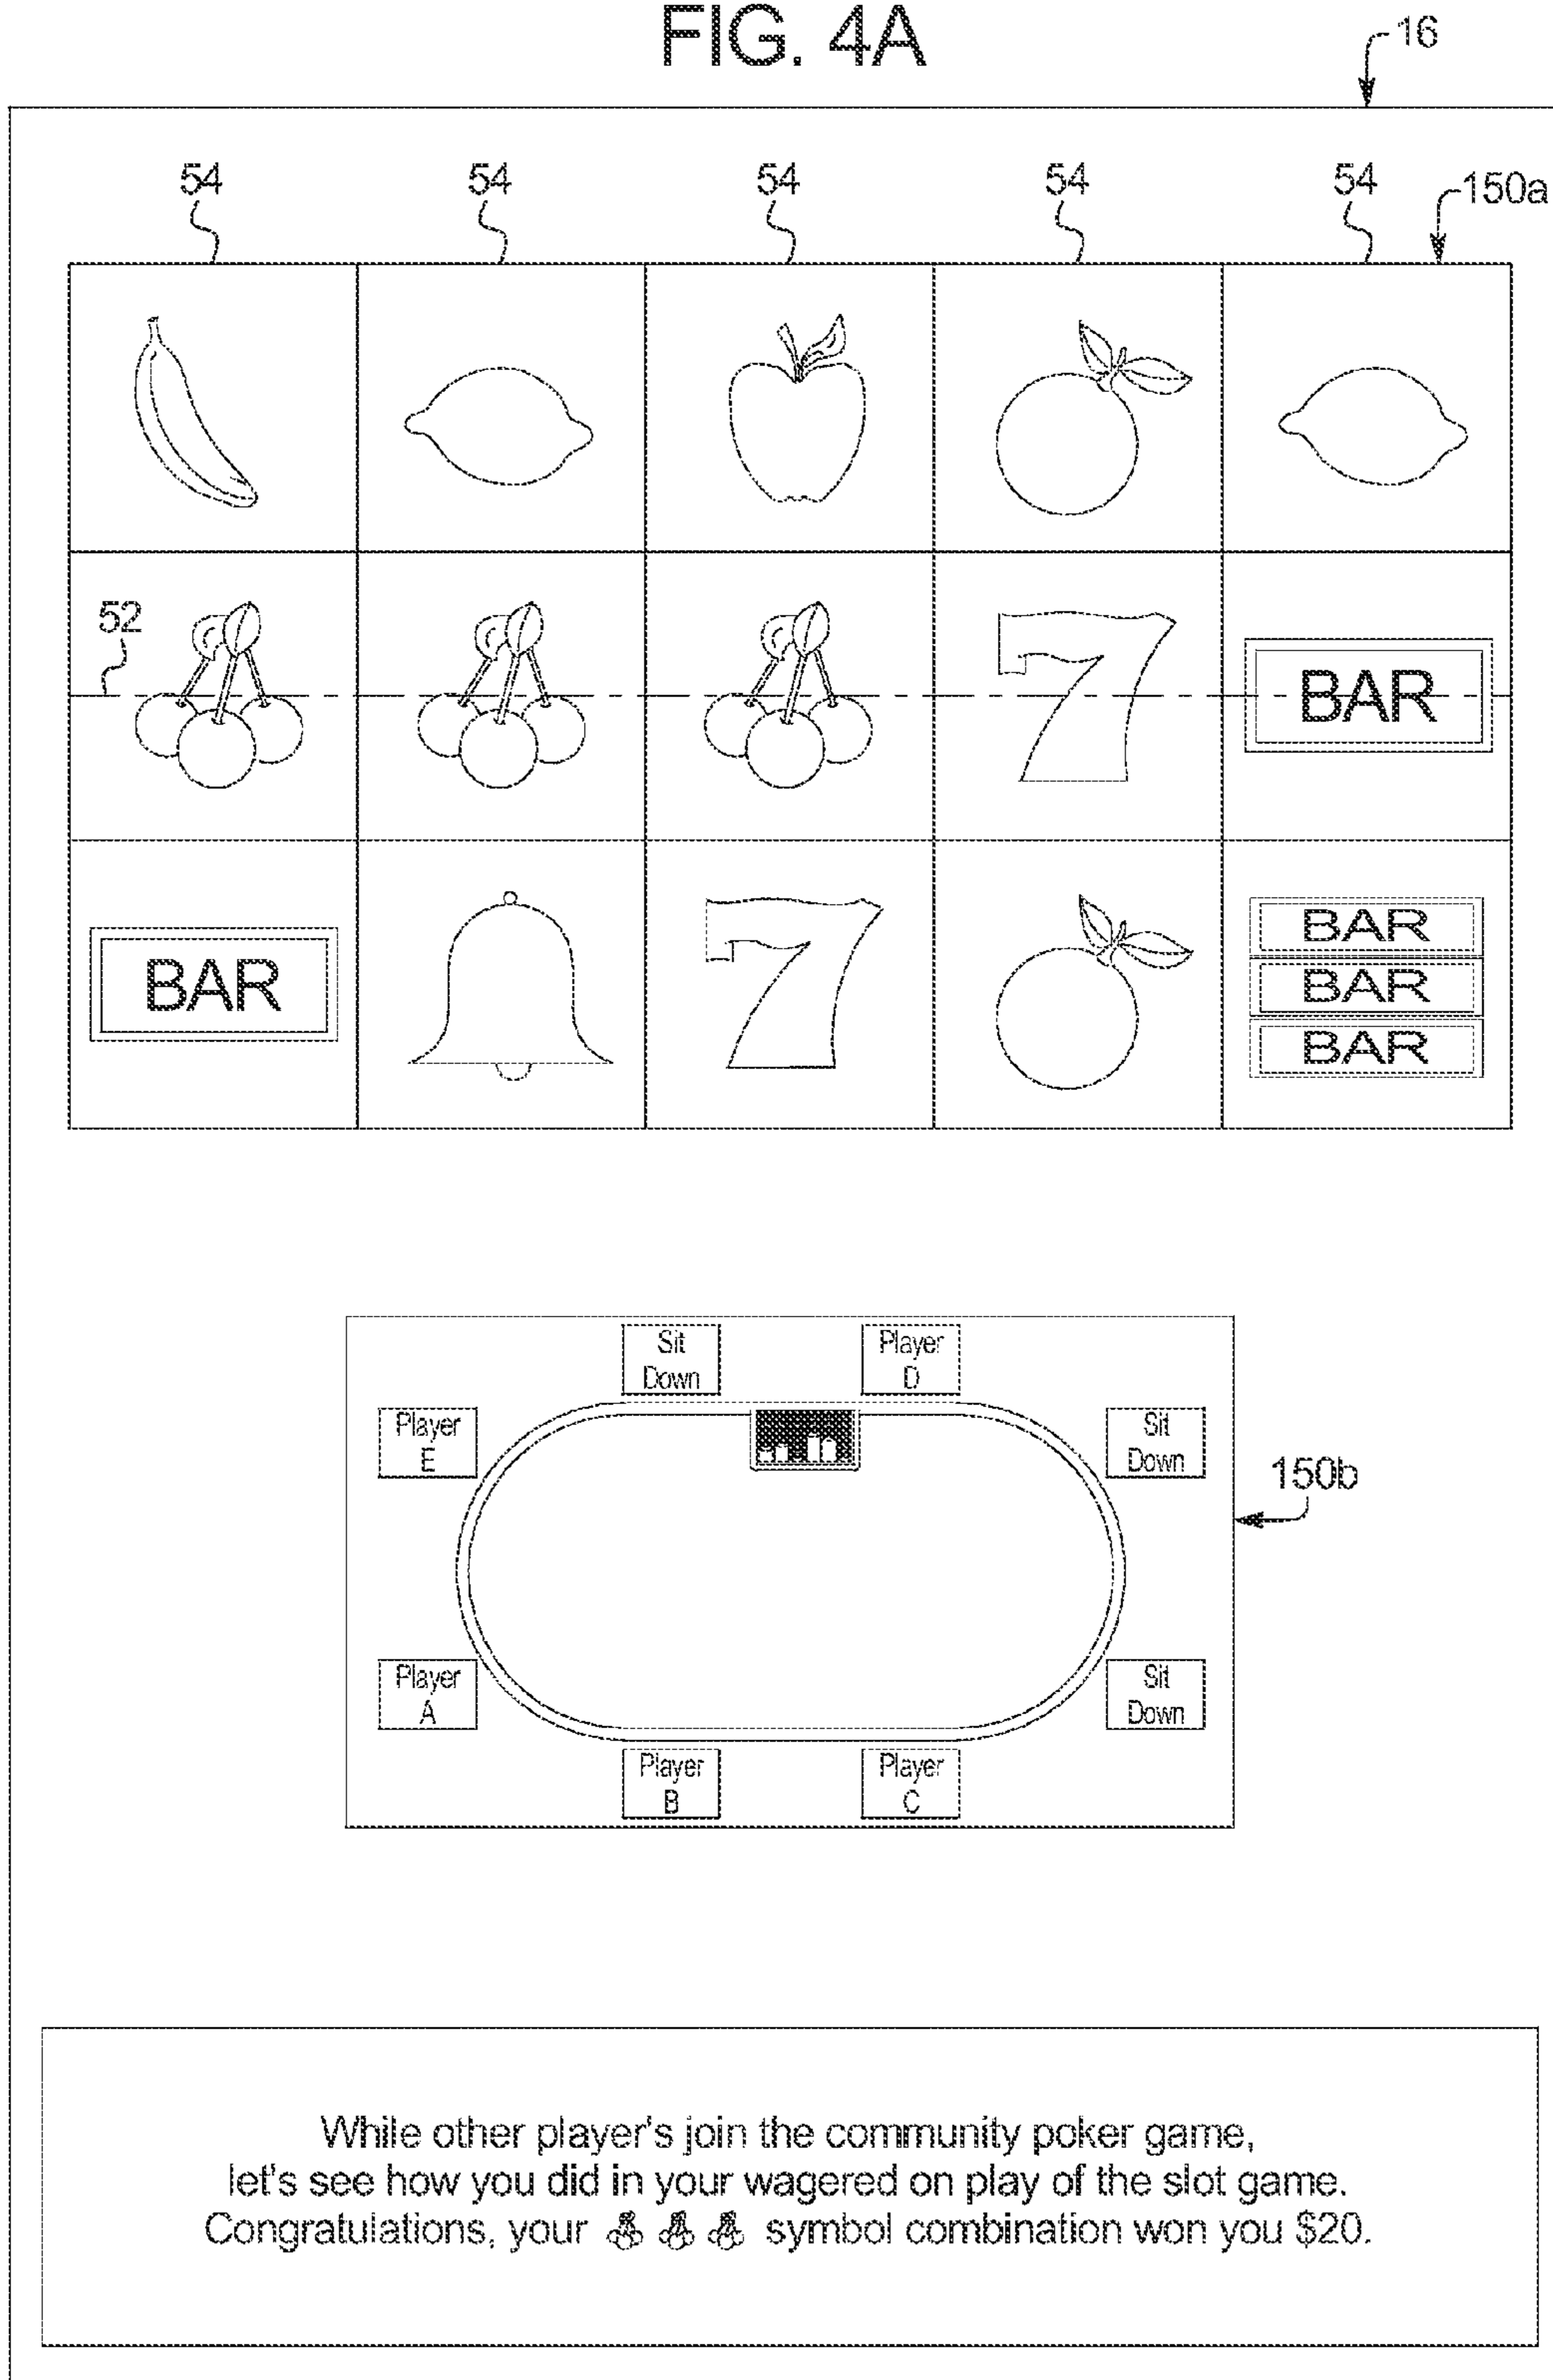 FIG. 4A
16
54 54 54 54 54 150a
52
BAR
BAR
BAR
BAR
BAR
Sit
Down
Player
D
Player
E
Sit
Down
150b
Player
A
Sit
Down
Player
B
Player
C
While other player's join the community poker game,
let's see how you did in your wagered on play of the slot game.
Congratulations, your symbol combination won you $20.